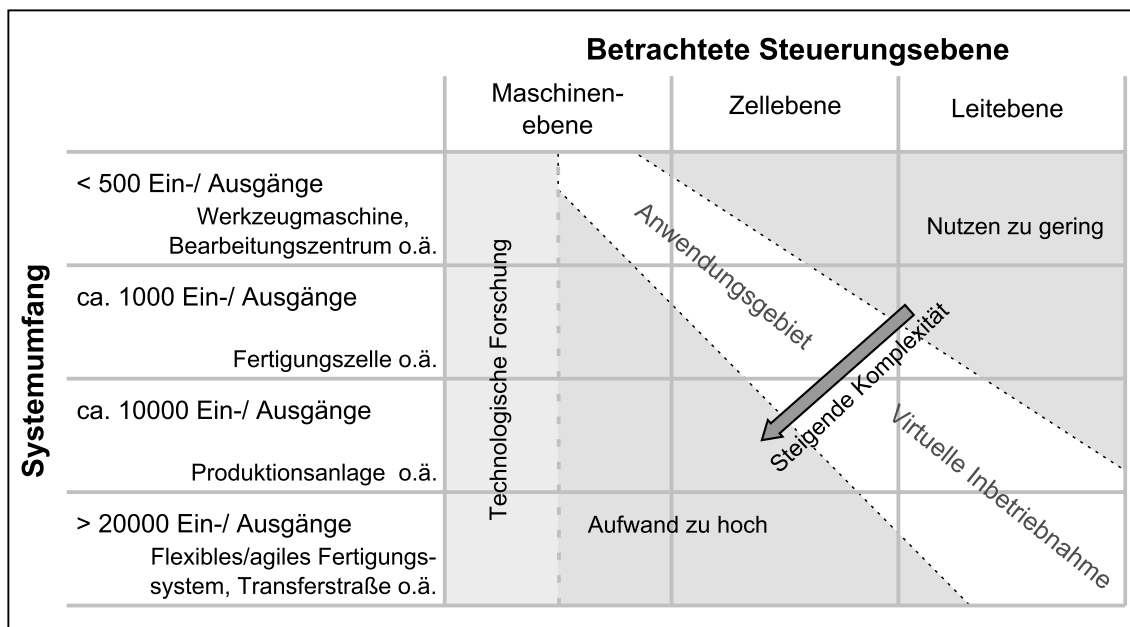 Betrachtete Steuerungsebene
Maschinen-
ebene
Zellebene
Leitebene
Systemumfang
< 500 Ein-/ Ausgänge
Werkzeugmaschine,
Bearbeitungszentrum o.ä.
ca. 1000 Ein-/ Ausgänge
Fertigungszelle o.ä.
ca. 10000 Ein-/ Ausgänge
Produktionsanlage o.ä.
> 20000 Ein-/ Ausgänge
Flexibles/agiles Fertigungs-
system, Transferstraße o.ä.
Technologische Forschung
Anwendungsgebiet
Nutzen zu gering
Steigende Komplexität
Virtuelle Inbetriebnahme
Aufwand zu hoch